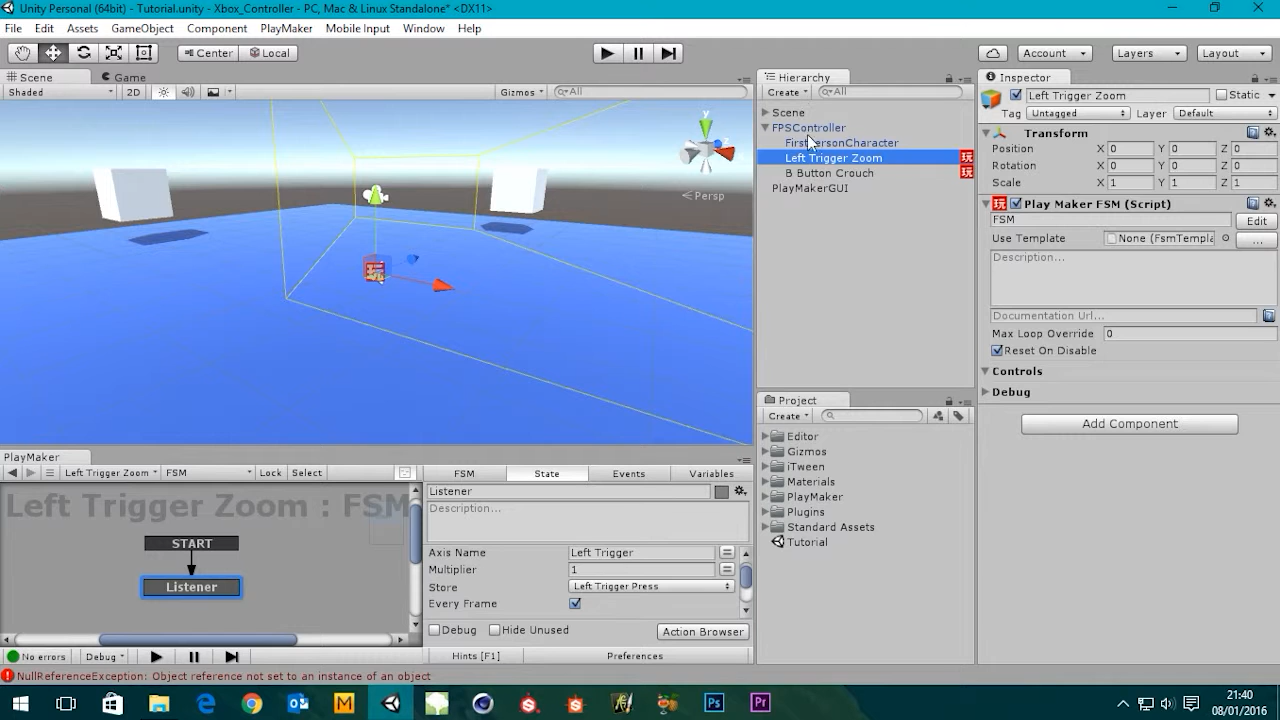 Unity Personal (64bit) - Tutorial.unity - Xbox_Controller - PC, Mac & Linux Standalone* <DX11>
File Edit Assets GameObject Component PlayMaker Mobile Input Window Help
Center Local Account Layers Layout
Scene Game Hierarchy Inspector
Shaded 2D Gizmos All Create All Left Trigger Zoom Static
Tag Untagged Layer Default
Scene
FPSController Transform
FirstPersonCharacter Position X 0 Y 0 Z 0
Left Trigger Zoom Rotation X 0 Y 0 Z 0
B Button Crouch Scale X 1 Y 1 Z 1
PlayMakerGUI
y
x
Persp
玩 Play Maker FSM (Script)
FSM Edit
Use Template None (FsmTempla ...
Description...
Documentation Url...
Max Loop Override 0
Reset On Disable
Controls
Debug
Add Component
Project
Create
Editor
Gizmos
iTween
Materials
PlayMaker
Plugins
Standard Assets
Tutorial
PlayMaker
Left Trigger Zoom FSM Lock Select FSM State Events Variables
Left Trigger Zoom : FSM
START
Listener
Listener
Description...
Axis Name Left Trigger
Multiplier 1
Store Left Trigger Press
Every Frame
Debug Hide Unused Action Browser
No errors Debug Hints [F1] Preferences
NullReferenceException: Object reference not set to an instance of an object
Ps Pr
21:40
08/01/2016